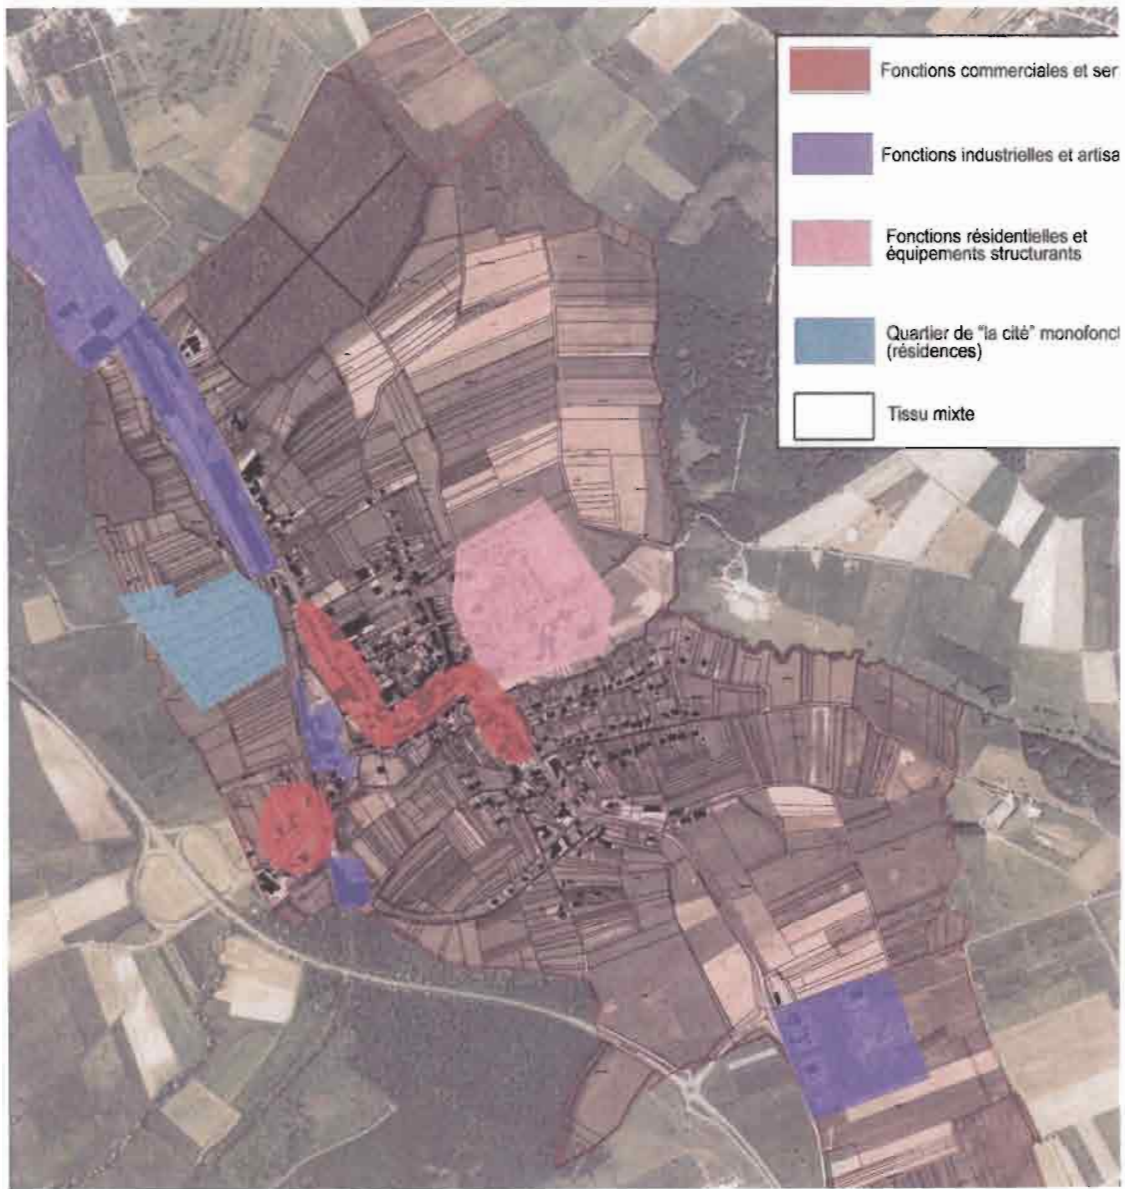 Fonctions commerciales et ser
Fonctions industrielles et artisa
Fonctions résidentielles et
équipements structurants
Quartier de "la cité" monofonct
(résidences)
Tissu mixte